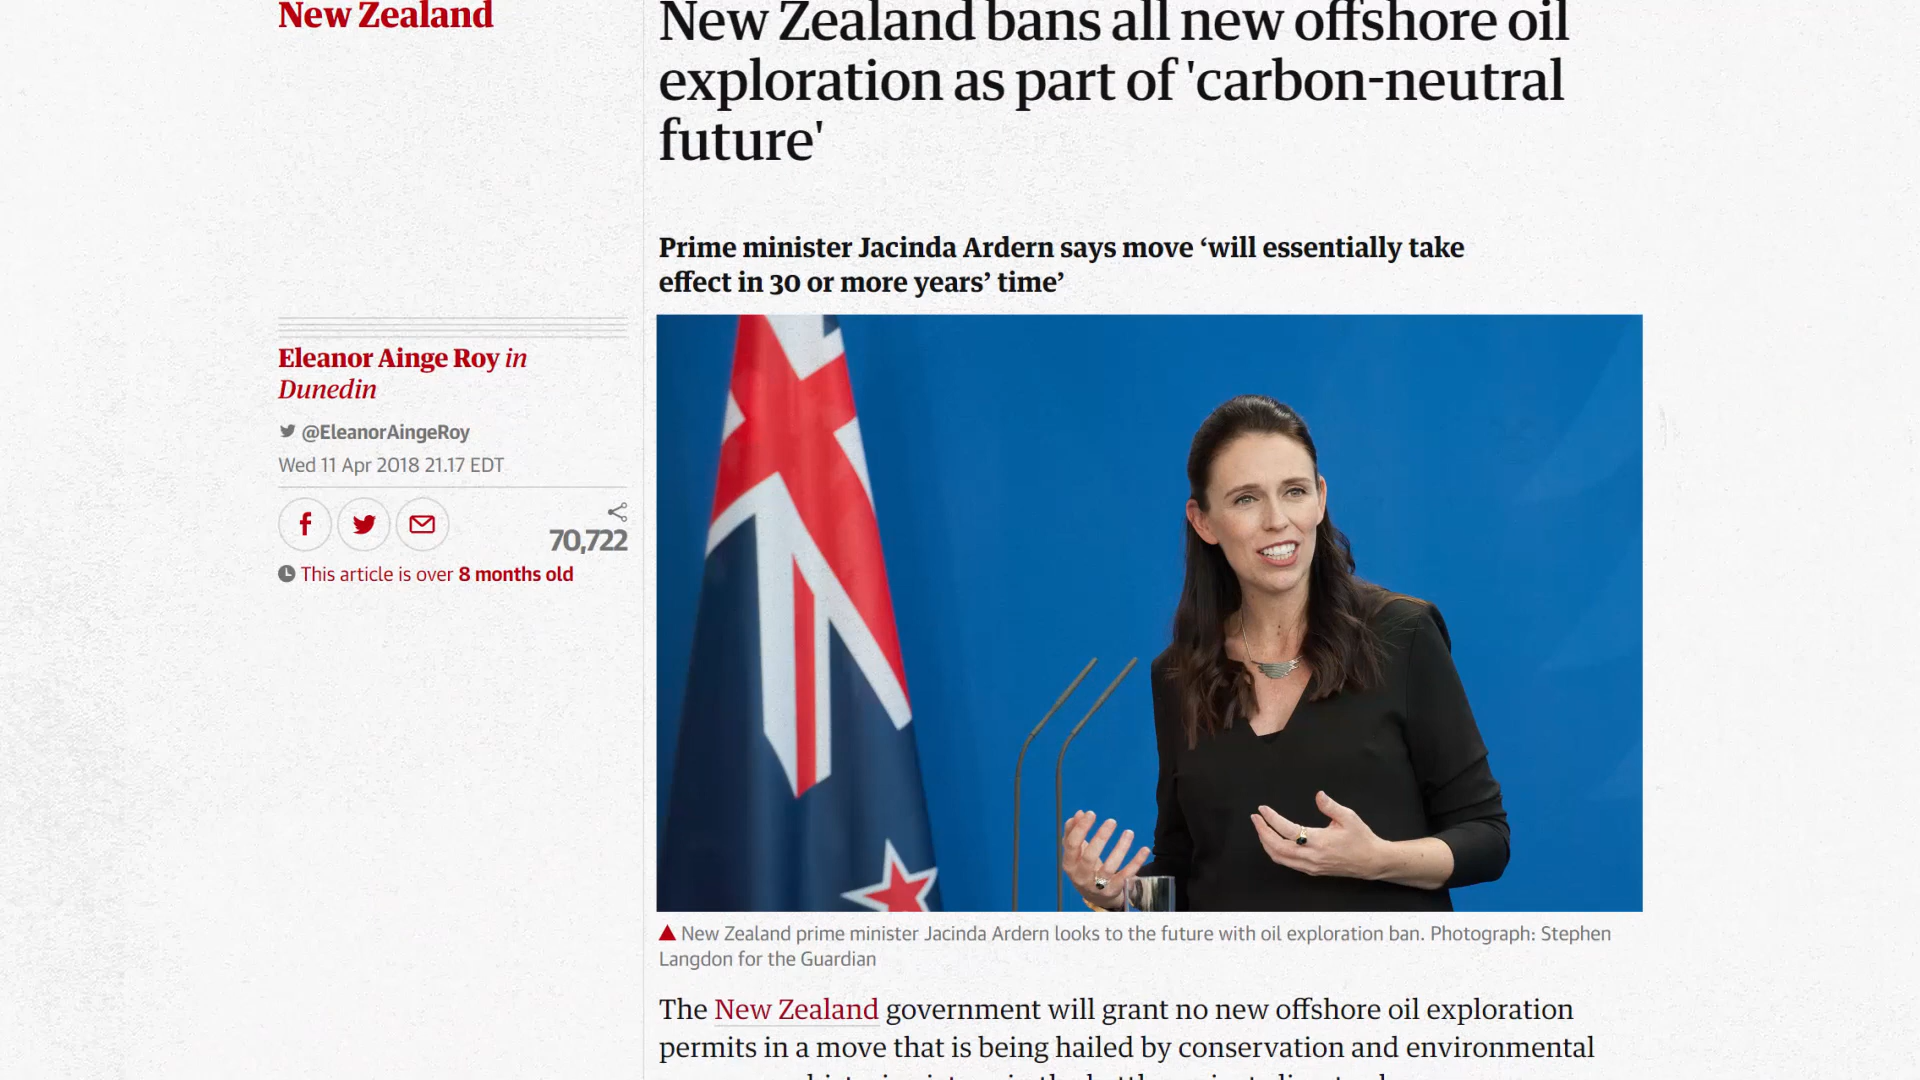 New Zealand
New Zealand bans all new offshore oil
exploration as part of 'carbon-neutral
future'
Prime minister Jacinda Ardern says move ‘will essentially take
effect in 30 or more years’ time’
Eleanor Ainge Roy in
Dunedin
@EleanorAingeRoy
Wed 11 Apr 2018 21.17 EDT
70,722
This article is over 8 months old
New Zealand prime minister Jacinda Ardern looks to the future with oil exploration ban. Photograph: Stephen
Langdon for the Guardian
The New Zealand government will grant no new offshore oil exploration
permits in a move that is being hailed by conservation and environmental